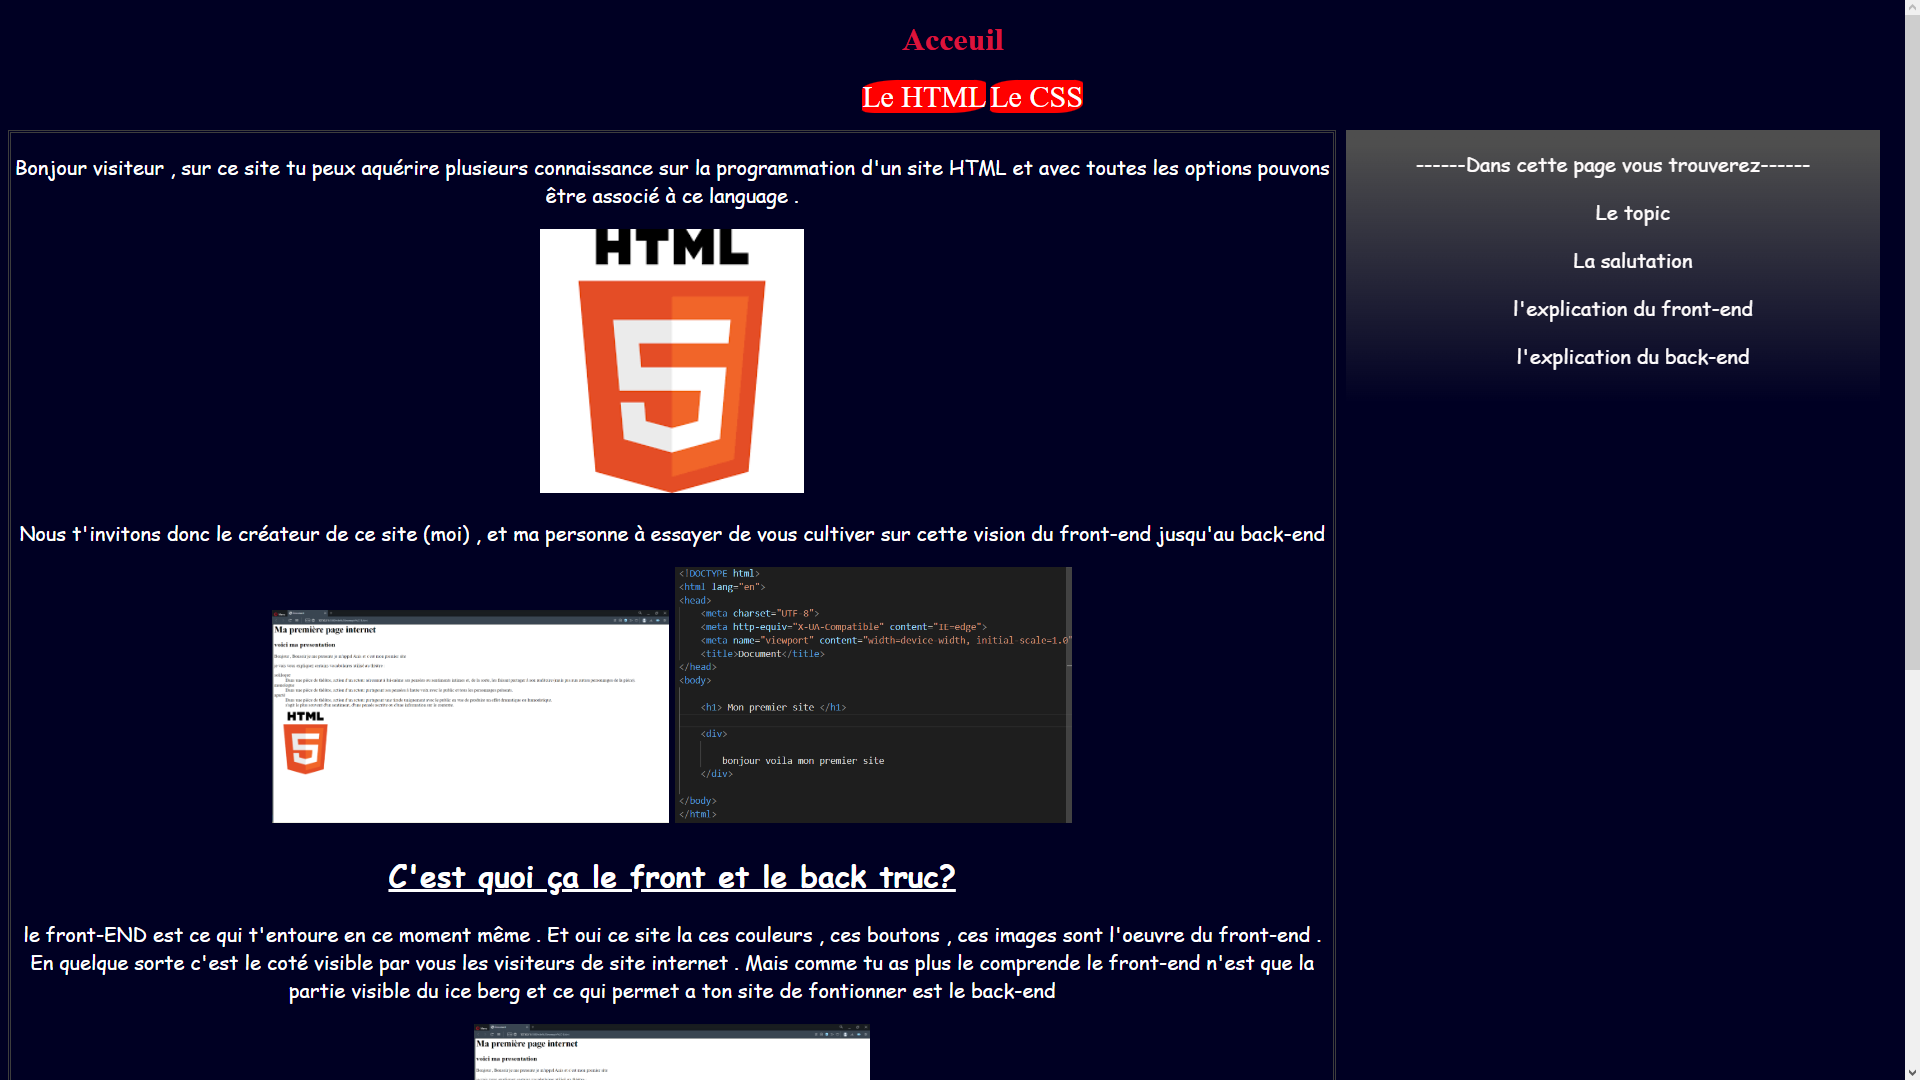 Acceuil
Le HTML Le CSS
Bonjour visiteur , sur ce site tu peux aquérire plusieurs connaissance sur la programmation d'un site HTML et avec toutes les options pouvons
être associé à ce language .
HTML
5
Nous t'invitons donc le créateur de ce site (moi) , et ma personne à essayer de vous cultiver sur cette vision du front-end jusqu'au back-end
Ma première page internet
voici ma presentation
HTML
5
<!DOCTYPE html>
<html lang="en">
<head>
<meta charset="UTF-8">
<meta http-equiv="X-UA-Compatible" content="IE=edge">
<meta name="viewport" content="width=device-width, initial-scale=1.0"
<title>Document</title>
</head>
<body>
<h1> Mon premier site </h1>
<div>
bonjour voila mon premier site
</div>
</body>
</html>
C'est quoi ça le front et le back truc?
le front-END est ce qui t'entoure en ce moment même . Et oui ce site la ces couleurs , ces boutons , ces images sont l'oeuvre du front-end .
En quelque sorte c'est le coté visible par vous les visiteurs de site internet . Mais comme tu as plus le comprende le front-end n'est que la
partie visible du ice berg et ce qui permet a ton site de fontionner est le back-end
Ma première page internet
voici ma presentation
------Dans cette page vous trouverez------
Le topic
La salutation
l'explication du front-end
l'explication du back-end